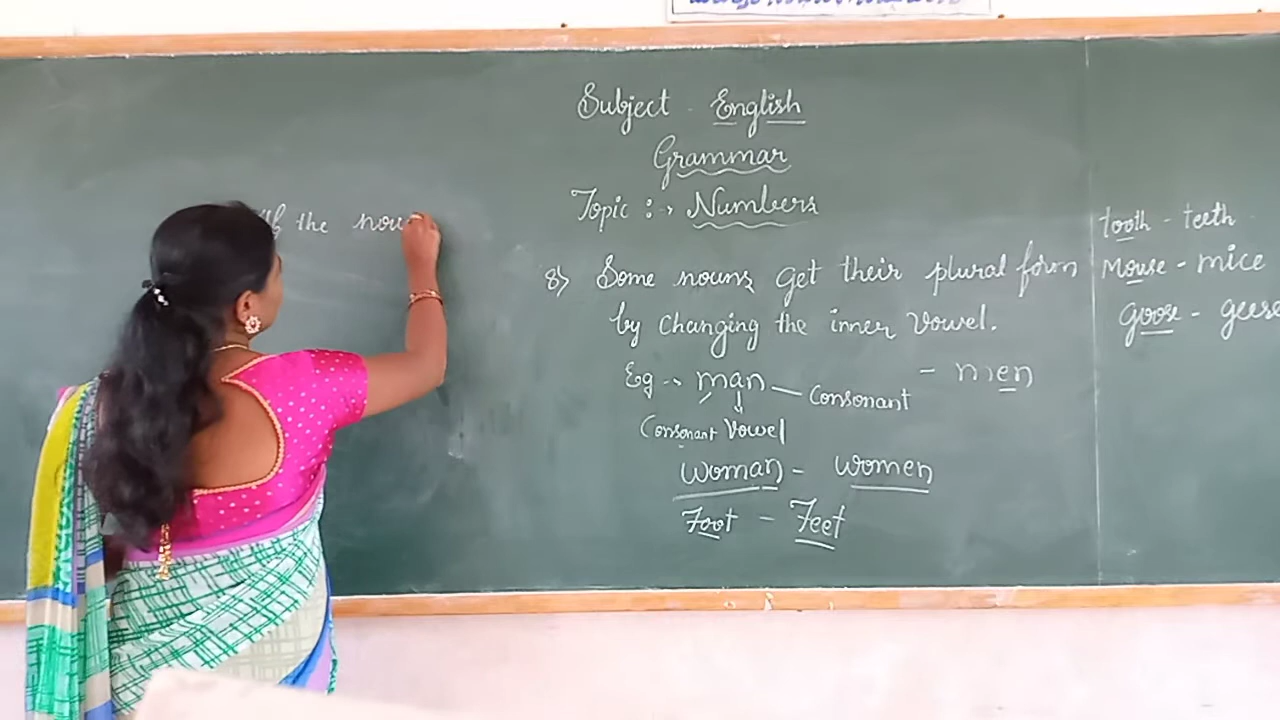 If the nou
Subject - English
Grammar
Topic :→ Numbers
8) Some nouns get their plural form
by changing the inner vowel.
Eg → man — Consonant - men
Consonant Vowel
woman - women
Foot - Feet
tooth - teeth
Mouse - mice
goose - geese